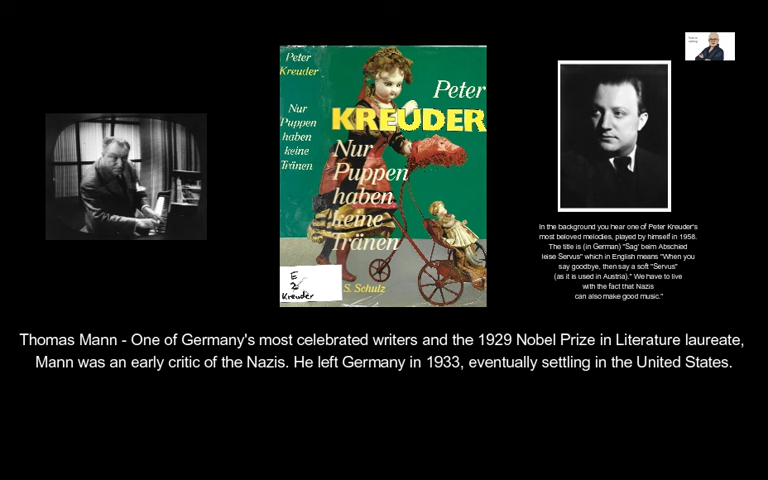 Peter
Kreuder
Nur
Puppen
haben
keine
Tränen
Peter
KREUDER
Nur
Puppen
haben
keine
Tränen
S. Schulz
E
2
Kreuder
In the background you hear one of Peter Kreuder's
most beloved melodies, played by himself in 1958.
The title is (in German) "Sag' beim Abschied
leise Servus" which in English means "When you
say goodbye, then say a soft "Servus"
(as it is used in Austria)." We have to live
with the fact that Nazis
can also make good music."
Thomas Mann - One of Germany's most celebrated writers and the 1929 Nobel Prize in Literature laureate,
Mann was an early critic of the Nazis. He left Germany in 1933, eventually settling in the United States.